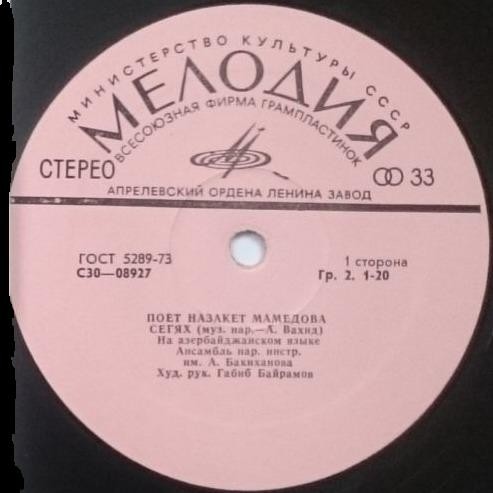 МИНИСТЕРСТВО КУЛЬТУРЫ СССР
МЕЛОДИЯ
ВСЕСОЮЗНАЯ ФИРМА ГРАМПЛАСТИНОК
СТЕРЕО 33
АПРЕЛЕВСКИЙ ОРДЕНА ЛЕНИНА ЗАВОД
ГОСТ 5289-73 1 сторона
С30—08927 Гр. 2. 1-20
ПОЕТ НАЗАКЕТ МАМЕДОВА
СЕГЯХ (муз. нар.—А. Вахид)
На азербайджанском языке
Ансамбль нар. инстр.
им. А. Бакиханова
Худ. рук. Габиб Байрамов